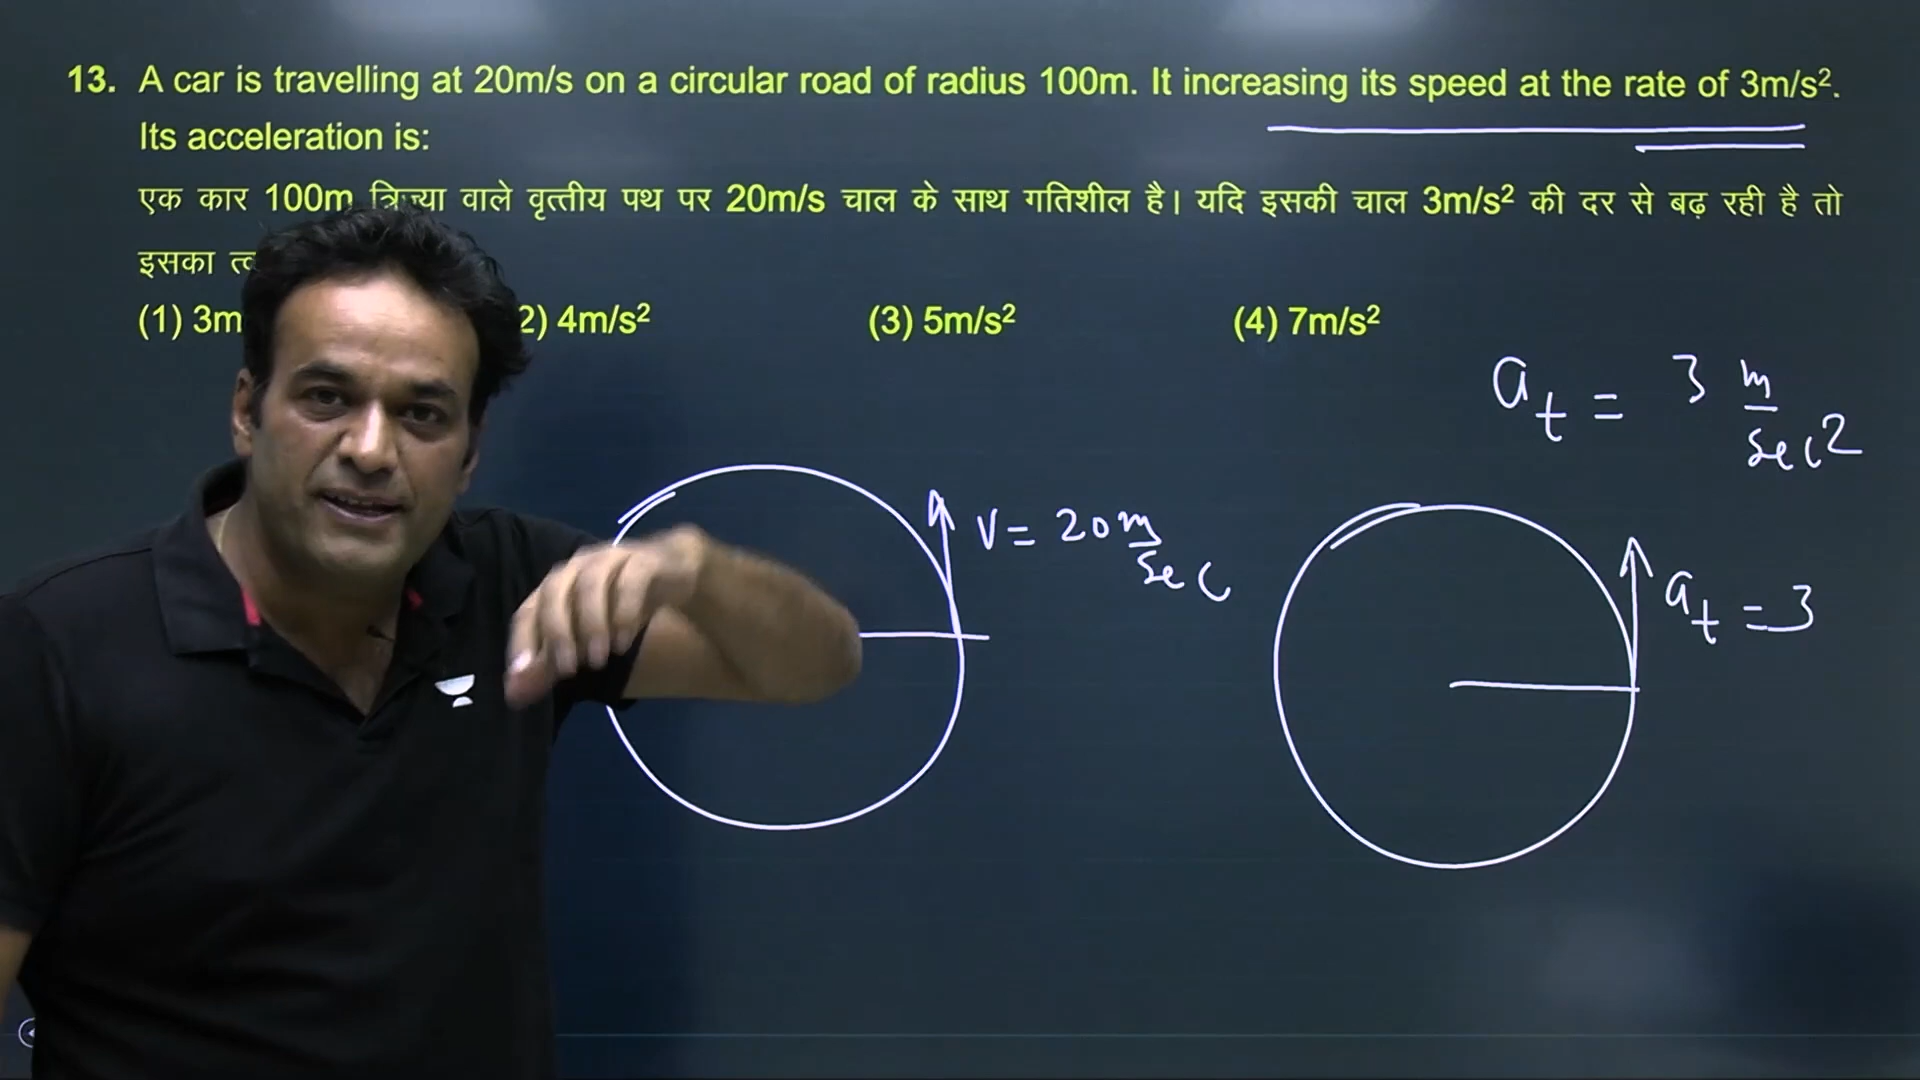 13. A car is travelling at 20m/s on a circular road of radius 100m. It increasing its speed at the rate of 3m/s².
Its acceleration is:
एक कार 100m त्रिज्या वाले वृत्तीय पथ पर 20m/s चाल के साथ गतिशील है। यदि इसकी चाल 3m/s² की दर से बढ़ रही है तो
इसका
(1) 3m 2) 4m/s² (3) 5m/s² (4) 7m/s²
a_t = 3 m/sec²
V = 20 m/sec
a_t = 3